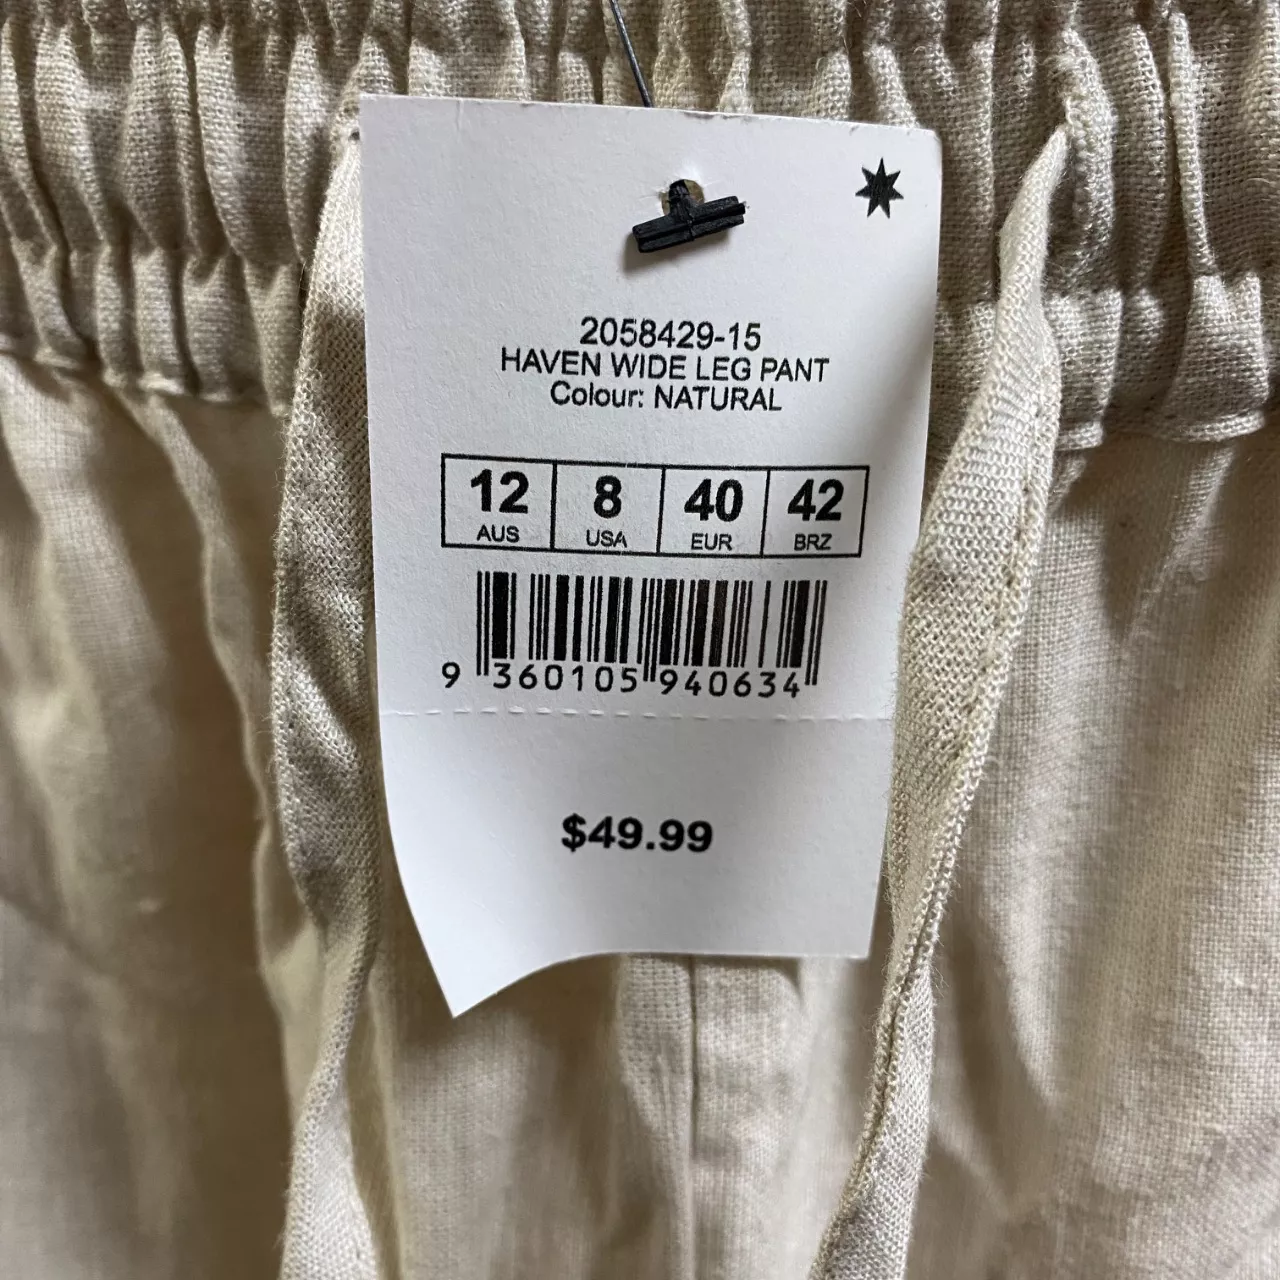 2058429-15
HAVEN WIDE LEG PANT
Colour: NATURAL
12 8 40 42
AUS USA EUR BRZ
9 360105 940634
$49.99